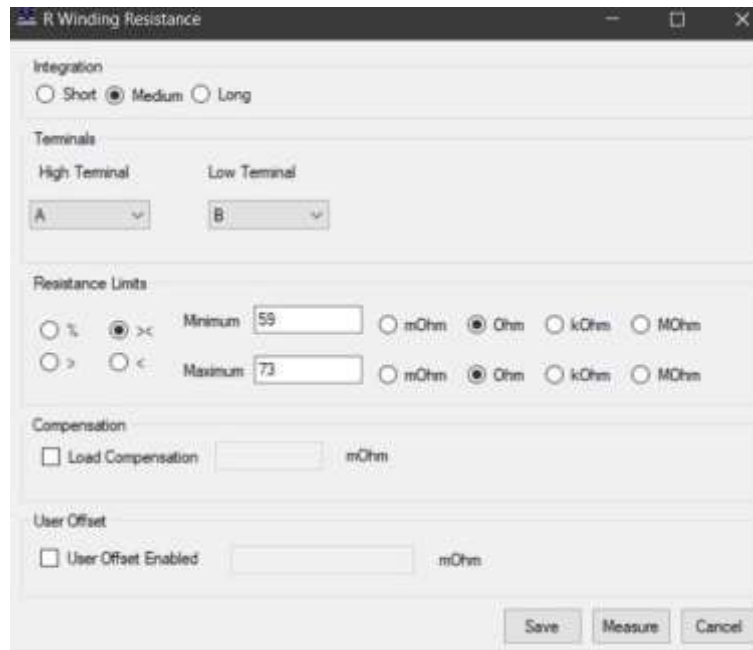 R Winding Resistance
Integration
Short Medium Long
Terminals
High Terminal Low Terminal
A B
Resistance Limits
% >< Minimum 59 mOhm Ohm kOhm MOhm
> < Maximum 73 mOhm Ohm kOhm MOhm
Compensation
Load Compensation mOhm
User Offset
User Offset Enabled mOhm
Save Measure Cancel